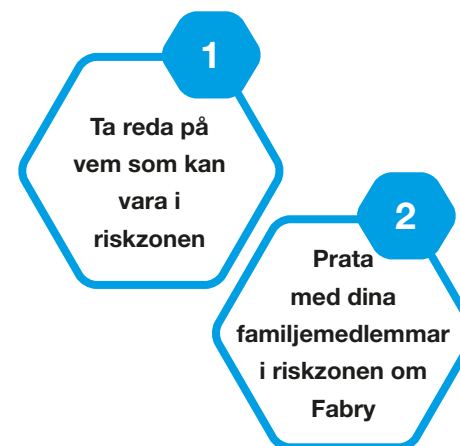 1
Ta reda på
vem som kan
vara i
riskzonen
2
Prata
med dina
familjemedlemmar
i riskzonen om
Fabry